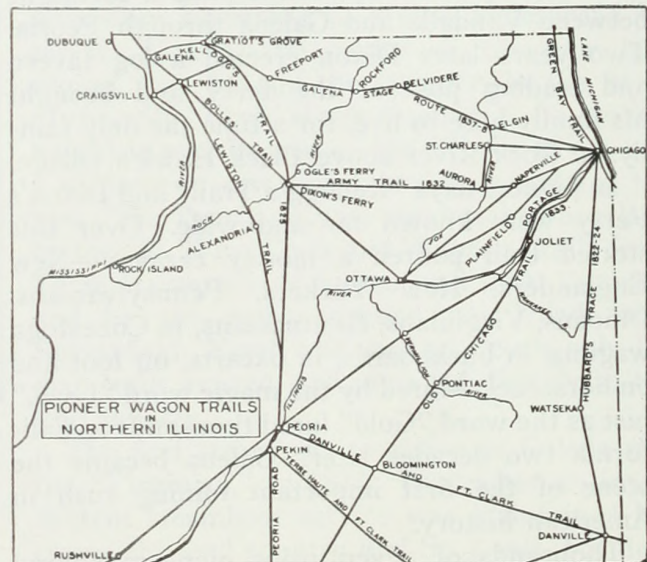 DUBUQUE
GRATIOT'S GROVE
GALENA
KELLOGG'S
TRAIL
FREEPORT
LEWISTON
CRAIGSVILLE
BOLLES TRAIL
LEWISTON
TRAIL
ROCKFORD
GALENA
STAGE
ROUTE
1837-8
BELVIDERE
ELGIN
ST. CHARLES
GREEN BAY
TRAIL
LAKE
MICHIGAN
CHICAGO
OGLE'S FERRY
ARMY TRAIL 1832
DIXON'S FERRY
AURORA
RIVER
NAPERVILLE
RIVER
ROCK
RIVER
ALEXANDRIA
1825
FOX
PLAINFIELD
PORTAGE
1833
TRAIL
JOLIET
1822-24
MISSISSIPPI
ROCK ISLAND
OTTAWA
RIVER
ILLINOIS
CHICAGO
OLD
PONTIAC
RIVER
HUBBARD'S
TRACE
WATSEKA
PIONEER WAGON TRAILS
IN
NORTHERN ILLINOIS
PEORIA
DANVILLE
AND
FT CLARK
TRAIL
PEKIN
PEORIA ROAD
TERRE HAUTE AND FT CLARK TRAIL
BLOOMINGTON
DANVILLE
RUSHVILLE